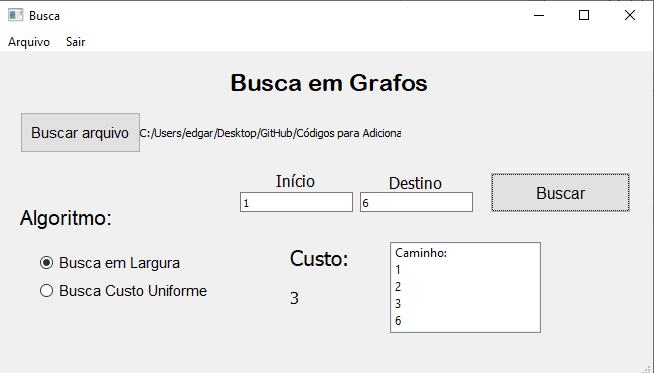 Busca
Arquivo Sair
Busca em Grafos
Buscar arquivo C:/Users/edgar/Desktop/GitHub/Códigos para Adiciona
Início Destino
1 6 Buscar
Algoritmo:
Busca em Largura
Busca Custo Uniforme
Custo:
3
Caminho:
1
2
3
6